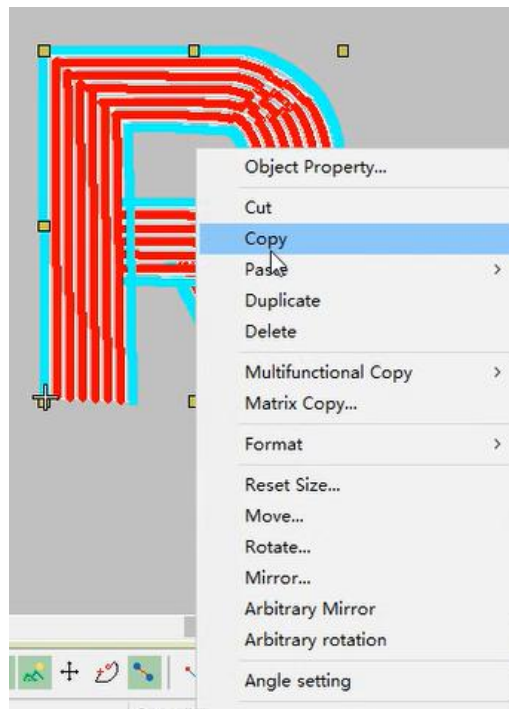 Object Property...
Cut
Copy
Paste
Duplicate
Delete
Multifunctional Copy
Matrix Copy...
Format
Reset Size...
Move...
Rotate...
Mirror...
Arbitrary Mirror
Arbitrary rotation
Angle setting